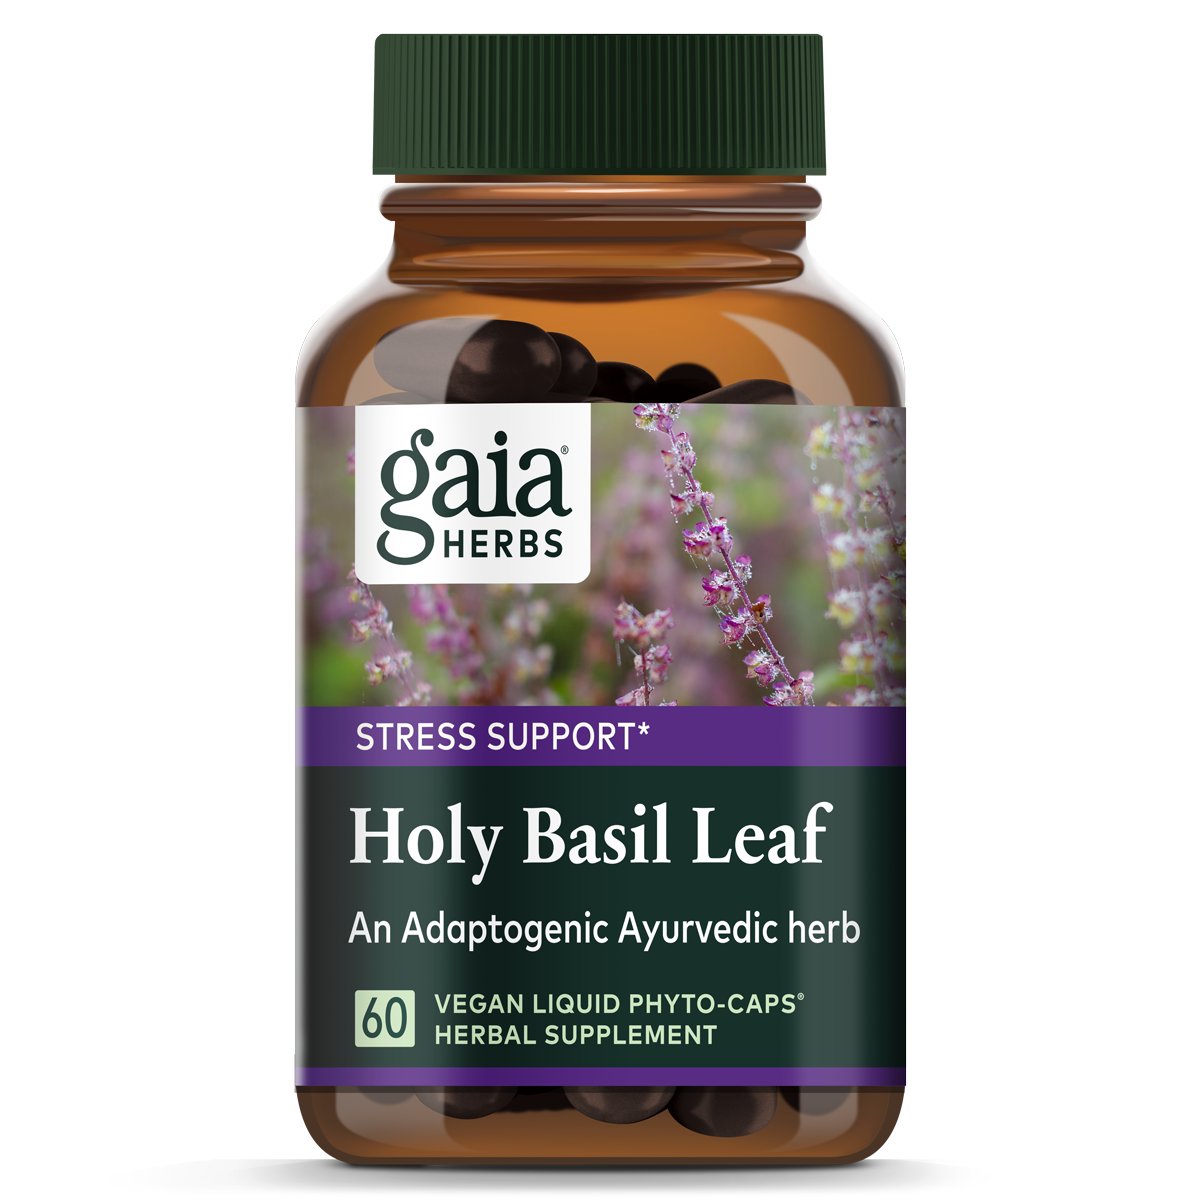 gaia®
HERBS
STRESS SUPPORT*
Holy Basil Leaf
An Adaptogenic Ayurvedic herb
60
VEGAN LIQUID PHYTO-CAPS®
HERBAL SUPPLEMENT